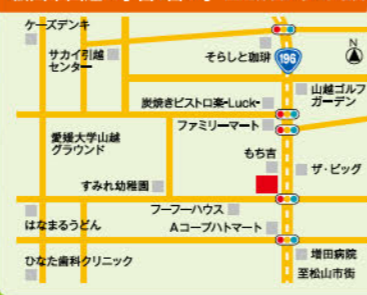 ケーズデンキ
サカイ引越
センター
そらしと珈琲
196
N
山越ゴルフ
ガーデン
炭焼きビストロ楽-Luck-
ファミリーマート
愛媛大学山越
グラウンド
もち吉
ザ・ビッグ
すみれ幼稚園
フーフーハウス
はなまるうどん
Aコープハトマート
ひなた歯科クリニック
増田病院
至松山市街